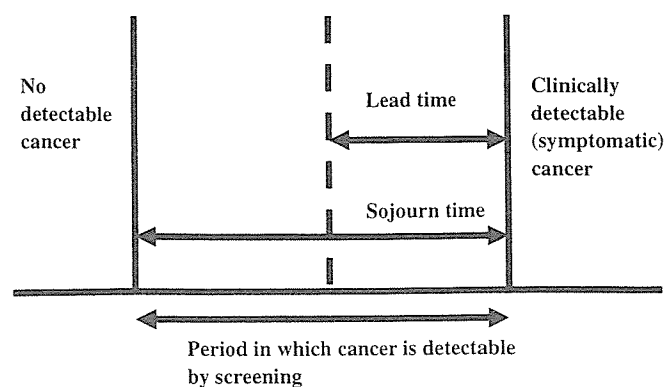 No
detectable
cancer
Lead time
Clinically
detectable
(symptomatic)
cancer
Sojourn time
Period in which cancer is detectable
by screening